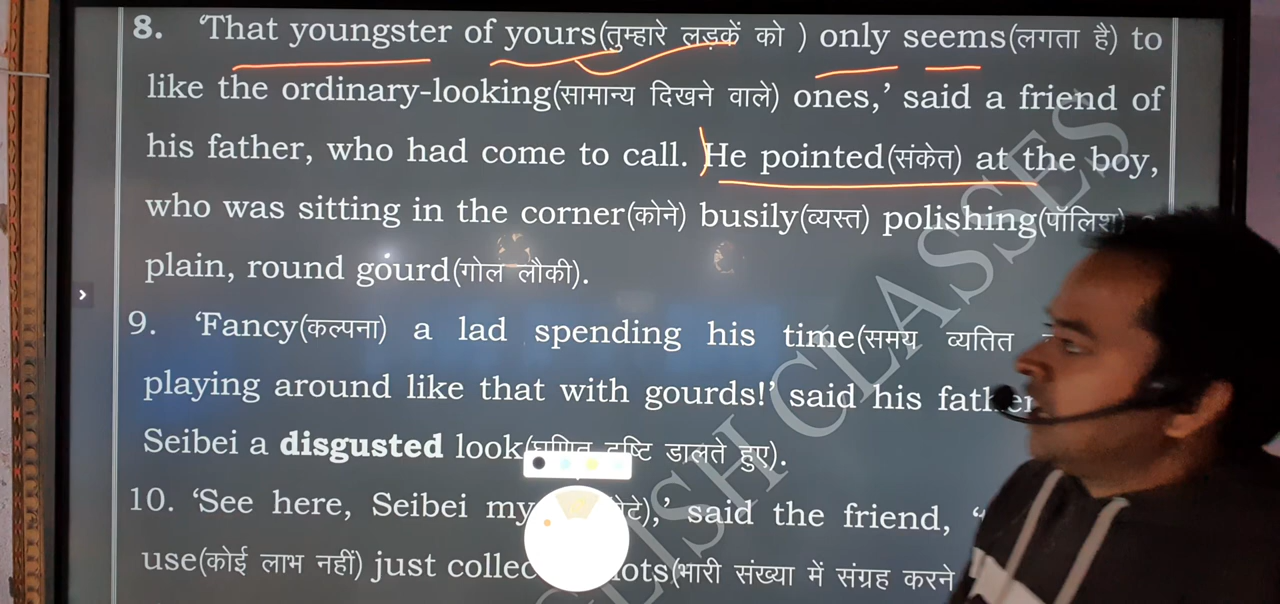 8. ‘That youngster of yours(तुम्हारे लड़कें को ) only seems(लगता है) to
like the ordinary-looking(सामान्य दिखने वाले) ones,’ said a friend of
his father, who had come to call. He pointed(संकेत) at the boy,
who was sitting in the corner(कोने) busily(व्यस्त) polishing(पॉलिश)
plain, round gourd(गोल लौकी).
9. ‘Fancy(कल्पना) a lad spending his time(समय व्यतित
playing around like that with gourds!’ said his father
Seibei a disgusted look(घृणित दृष्टि डालते हुए).
10. ‘See here, Seibei my ,’ said the friend, “
use(कोई लाभ नहीं) just collec lots(भारी संख्या में संग्रह करने
GLISH CLASSES